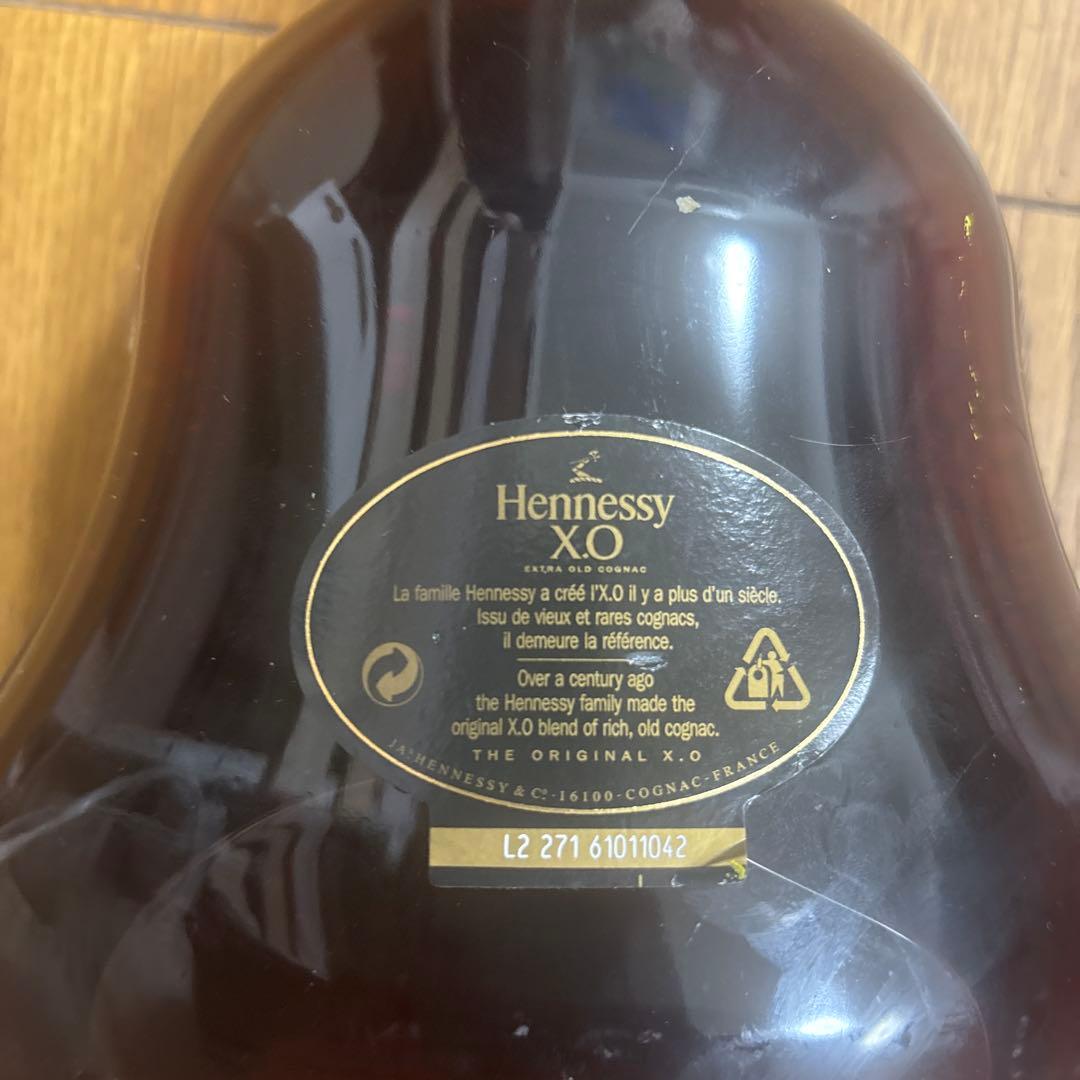 Hennessy
X.O
EXTRA OLD COGNAC
La famille Hennessy a créé l'X.O il y a plus d'un siècle.
Issu de vieux et rares cognacs,
il demeure la référence.
Over a century ago
the Hennessy family made the
original X.O blend of rich, old cognac.
THE ORIGINAL X.O
JAS HENNESSY & Cº - 16100 - COGNAC - FRANCE
L2 271 61011042